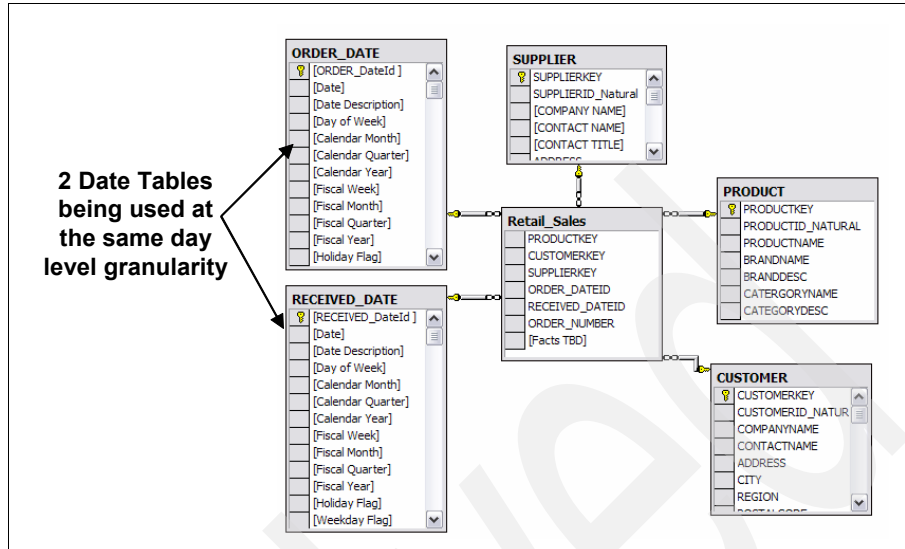 ORDER_DATE
[ORDER_DateId ]
[Date]
[Date Description]
[Day of Week]
[Calendar Month]
[Calendar Quarter]
[Calendar Year]
[Fiscal Week]
[Fiscal Month]
[Fiscal Quarter]
[Fiscal Year]
[Holiday Flag]
SUPPLIER
SUPPLIERKEY
SUPPLIERID_Natural
[COMPANY NAME]
[CONTACT NAME]
[CONTACT TITLE]
ADDRESS
2 Date Tables
being used at
the same day
level granularity
Retail_Sales
PRODUCTKEY
CUSTOMERKEY
SUPPLIERKEY
ORDER_DATEID
RECEIVED_DATEID
ORDER_NUMBER
[Facts TBD]
PRODUCT
PRODUCTKEY
PRODUCTID_NATURAL
PRODUCTNAME
BRANDNAME
BRANDDESC
CATERGORYNAME
CATEGORYDESC
RECEIVED_DATE
[RECEIVED_DateId ]
[Date]
[Date Description]
[Day of Week]
[Calendar Month]
[Calendar Quarter]
[Calendar Year]
[Fiscal Week]
[Fiscal Month]
[Fiscal Quarter]
[Fiscal Year]
[Holiday Flag]
[Weekday Flag]
CUSTOMER
CUSTOMERKEY
CUSTOMERID_NATUR
COMPANYNAME
CONTACTNAME
ADDRESS
CITY
REGION
POSTALCODE